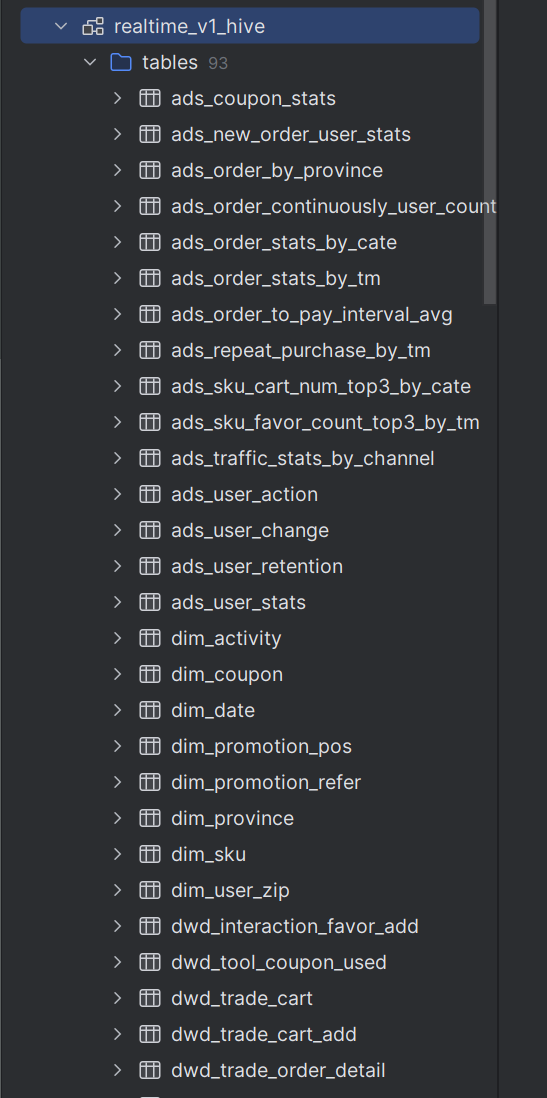 realtime_v1_hive
tables 93
ads_coupon_stats
ads_new_order_user_stats
ads_order_by_province
ads_order_continuously_user_count
ads_order_stats_by_cate
ads_order_stats_by_tm
ads_order_to_pay_interval_avg
ads_repeat_purchase_by_tm
ads_sku_cart_num_top3_by_cate
ads_sku_favor_count_top3_by_tm
ads_traffic_stats_by_channel
ads_user_action
ads_user_change
ads_user_retention
ads_user_stats
dim_activity
dim_coupon
dim_date
dim_promotion_pos
dim_promotion_refer
dim_province
dim_sku
dim_user_zip
dwd_interaction_favor_add
dwd_tool_coupon_used
dwd_trade_cart
dwd_trade_cart_add
dwd_trade_order_detail